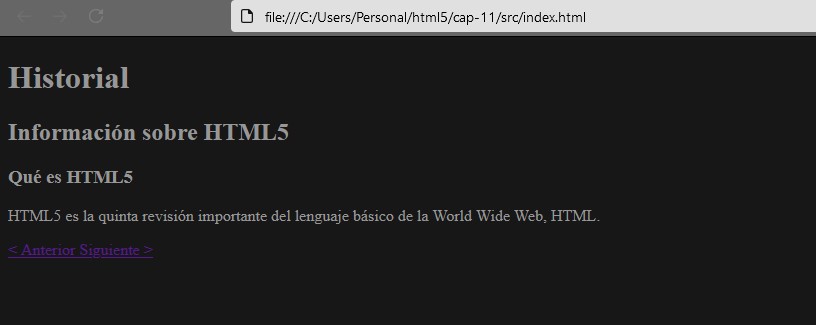 file:///C:/Users/Personal/html5/cap-11/src/index.html
Historial
Información sobre HTML5
Qué es HTML5
HTML5 es la quinta revisión importante del lenguaje básico de la World Wide Web, HTML.
< Anterior Siguiente >